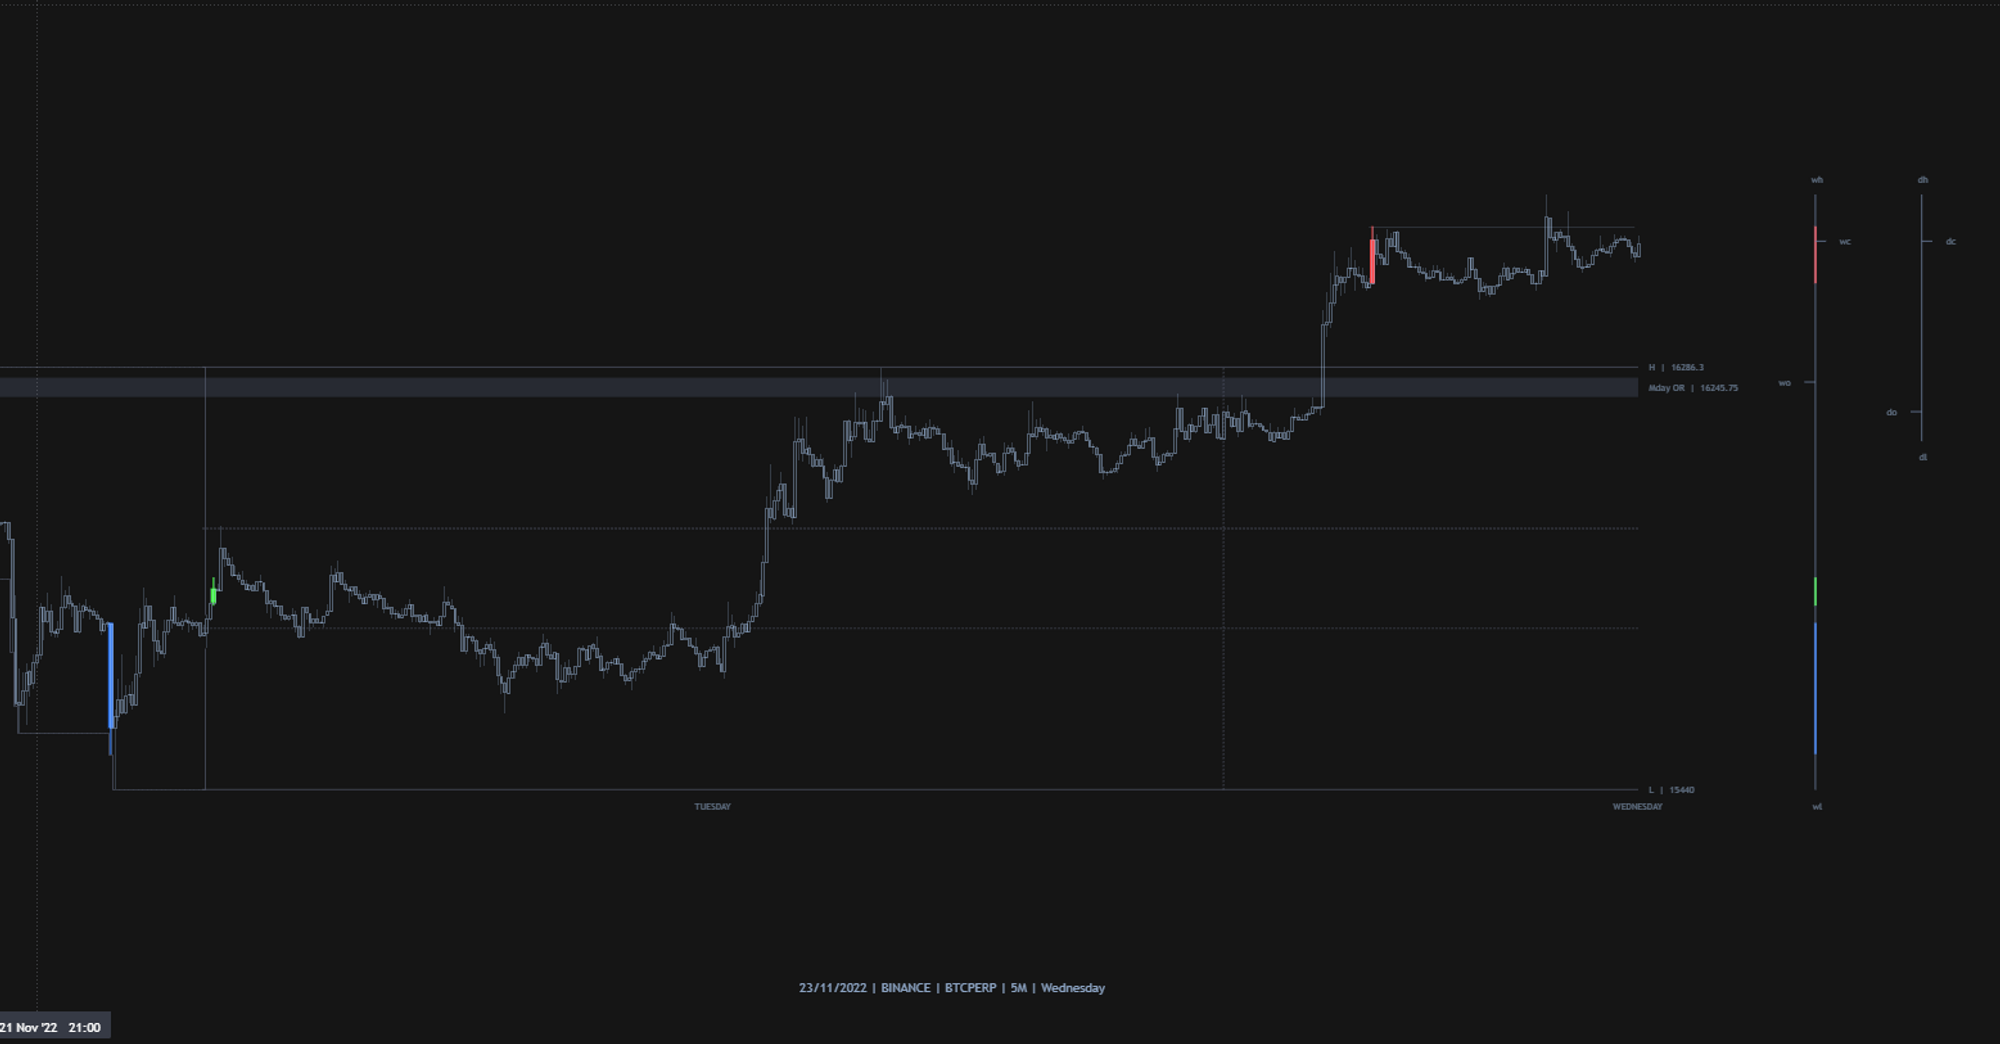 wh
dh
wc
dc
H | 16286.3
Mday OR | 16245.75
wo
do
dl
L | 15440
TUESDAY
WEDNESDAY
wl
23/11/2022 | BINANCE | BTCPERP | 5M | Wednesday
21 Nov '22 21:00